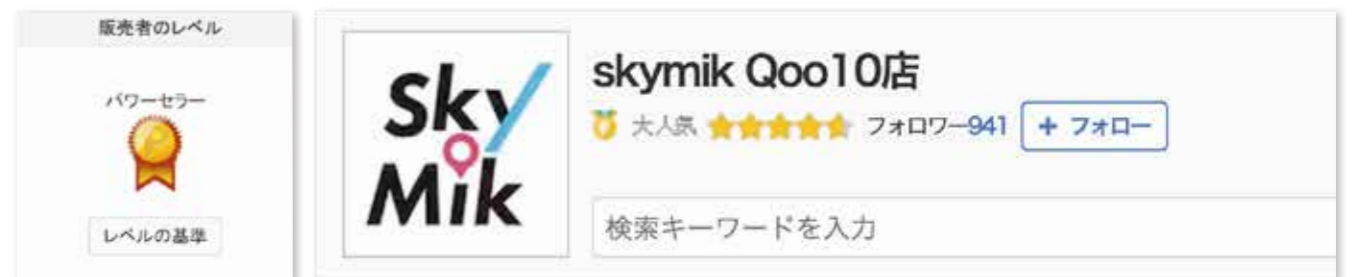 販売者のレベル
パワーセラー
レベルの基準
Sky
Mik
skymik Qoo10店
大人気 フォロワー941 + フォロー
検索キーワードを入力